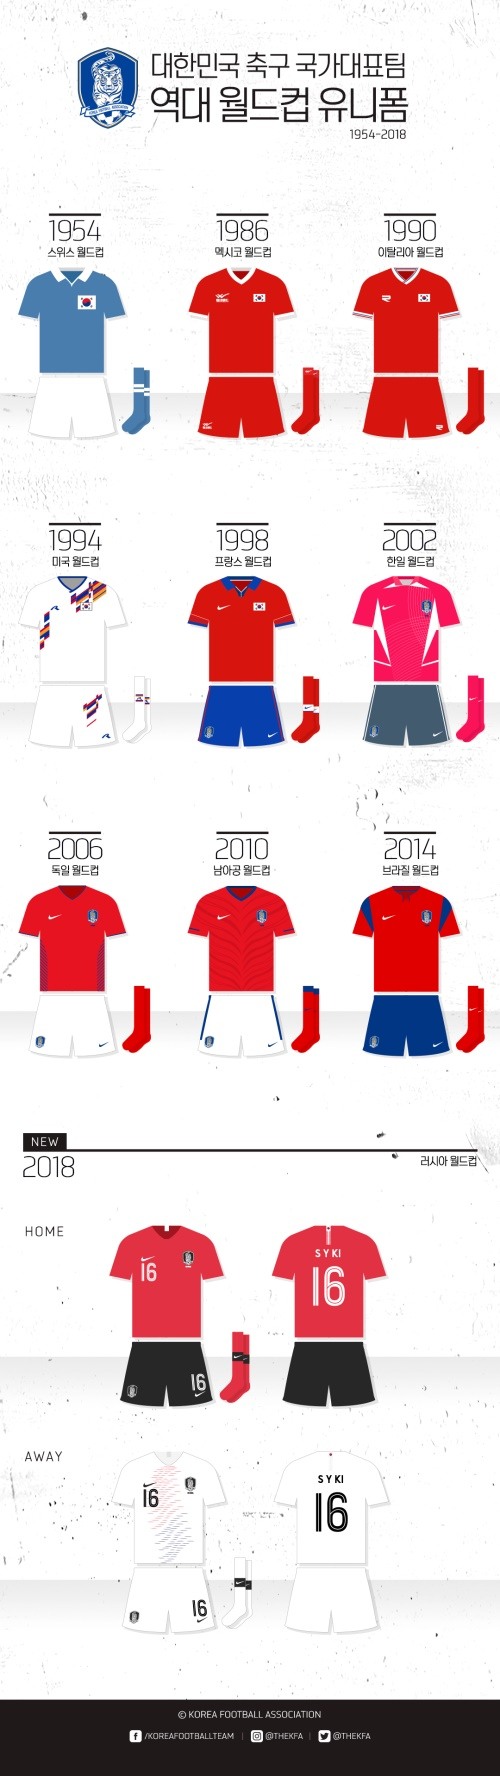 대한민국 축구 국가대표팀
역대 월드컵 유니폼
1954-2018
KOREA FOOTBALL ASSOCIATION
1954
스위스 월드컵
1986
멕시코 월드컵
1990
이탈리아 월드컵
1994
미국 월드컵
1998
프랑스 월드컵
2002
한일 월드컵
2006
독일 월드컵
2010
남아공 월드컵
2014
브라질 월드컵
NEW
2018
러시아 월드컵
HOME
16
16
S Y KI
16
AWAY
16
16
S Y KI
16
© KOREA FOOTBALL ASSOCIATION
/KOREAFOOTBALLTEAM | @THEKFA | @THEKFA